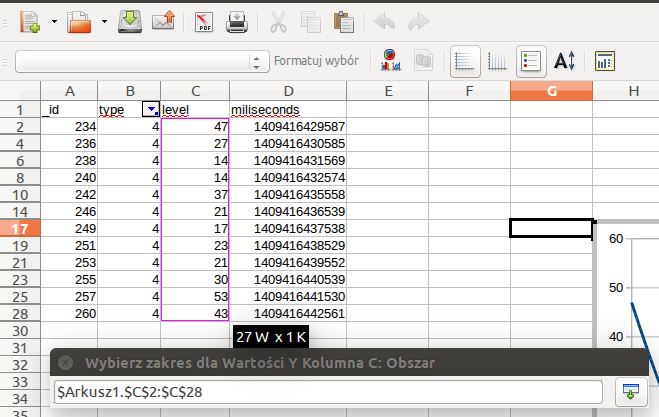 PDF
Formatuj wybór
A B C D E F G H
1 _id type level miliseconds
2 234 4 47 1409416429587
4 236 4 27 1409416430585
6 238 4 14 1409416431569
8 240 4 14 1409416432574
10 242 4 37 1409416435558
14 246 4 21 1409416436539
17 249 4 17 1409416437538
19 251 4 23 1409416438529
21 253 4 21 1409416439552
23 255 4 30 1409416440539
25 257 4 53 1409416441530
28 260 4 43 1409416442561
30
31
32
33
34
35
60
50
40
27 W x 1 K
Wybierz zakres dla Wartości Y Kolumna C: Obszar
$Arkusz1.$C$2:$C$28